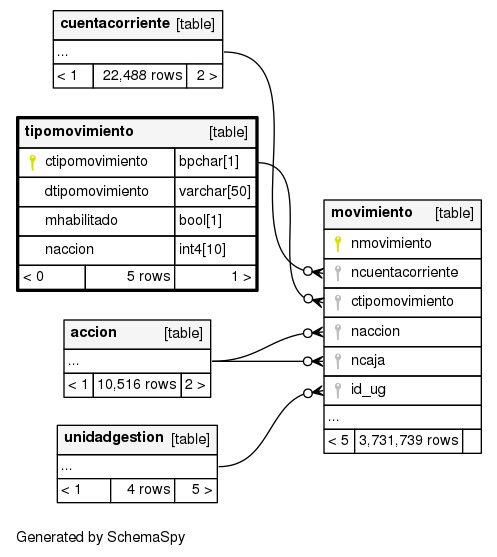 cuentacorriente [table]
...
< 1 22,488 rows 2 >
tipomovimiento [table]
ctipomovimiento bpchar[1]
dtipomovimiento varchar[50]
mhabilitado bool[1]
naccion int4[10]
< 0 5 rows 1 >
movimiento [table]
nmovimiento
ncuentacorriente
ctipomovimiento
naccion
ncaja
id_ug
...
< 5 3,731,739 rows
accion [table]
...
< 1 10,516 rows 2 >
unidadgestion [table]
...
< 1 4 rows 5 >
Generated by SchemaSpy